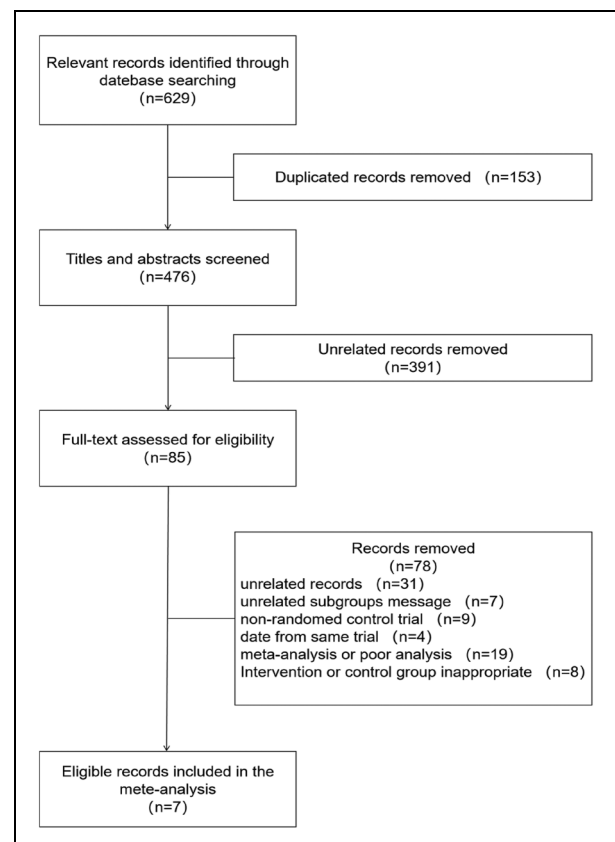 Relevant records identified through
datebase searching
(n=629)
Duplicated records removed (n=153)
Titles and abstracts screened
(n=476)
Unrelated records removed
(n=391)
Full-text assessed for eligibility
(n=85)
Records removed
(n=78)
unrelated records (n=31)
unrelated subgroups message (n=7)
non-randomed control trial (n=9)
date from same trial (n=4)
meta-analysis or poor analysis (n=19)
Intervention or control group inappropriate (n=8)
Eligible records included in the
mete-analysis
(n=7)